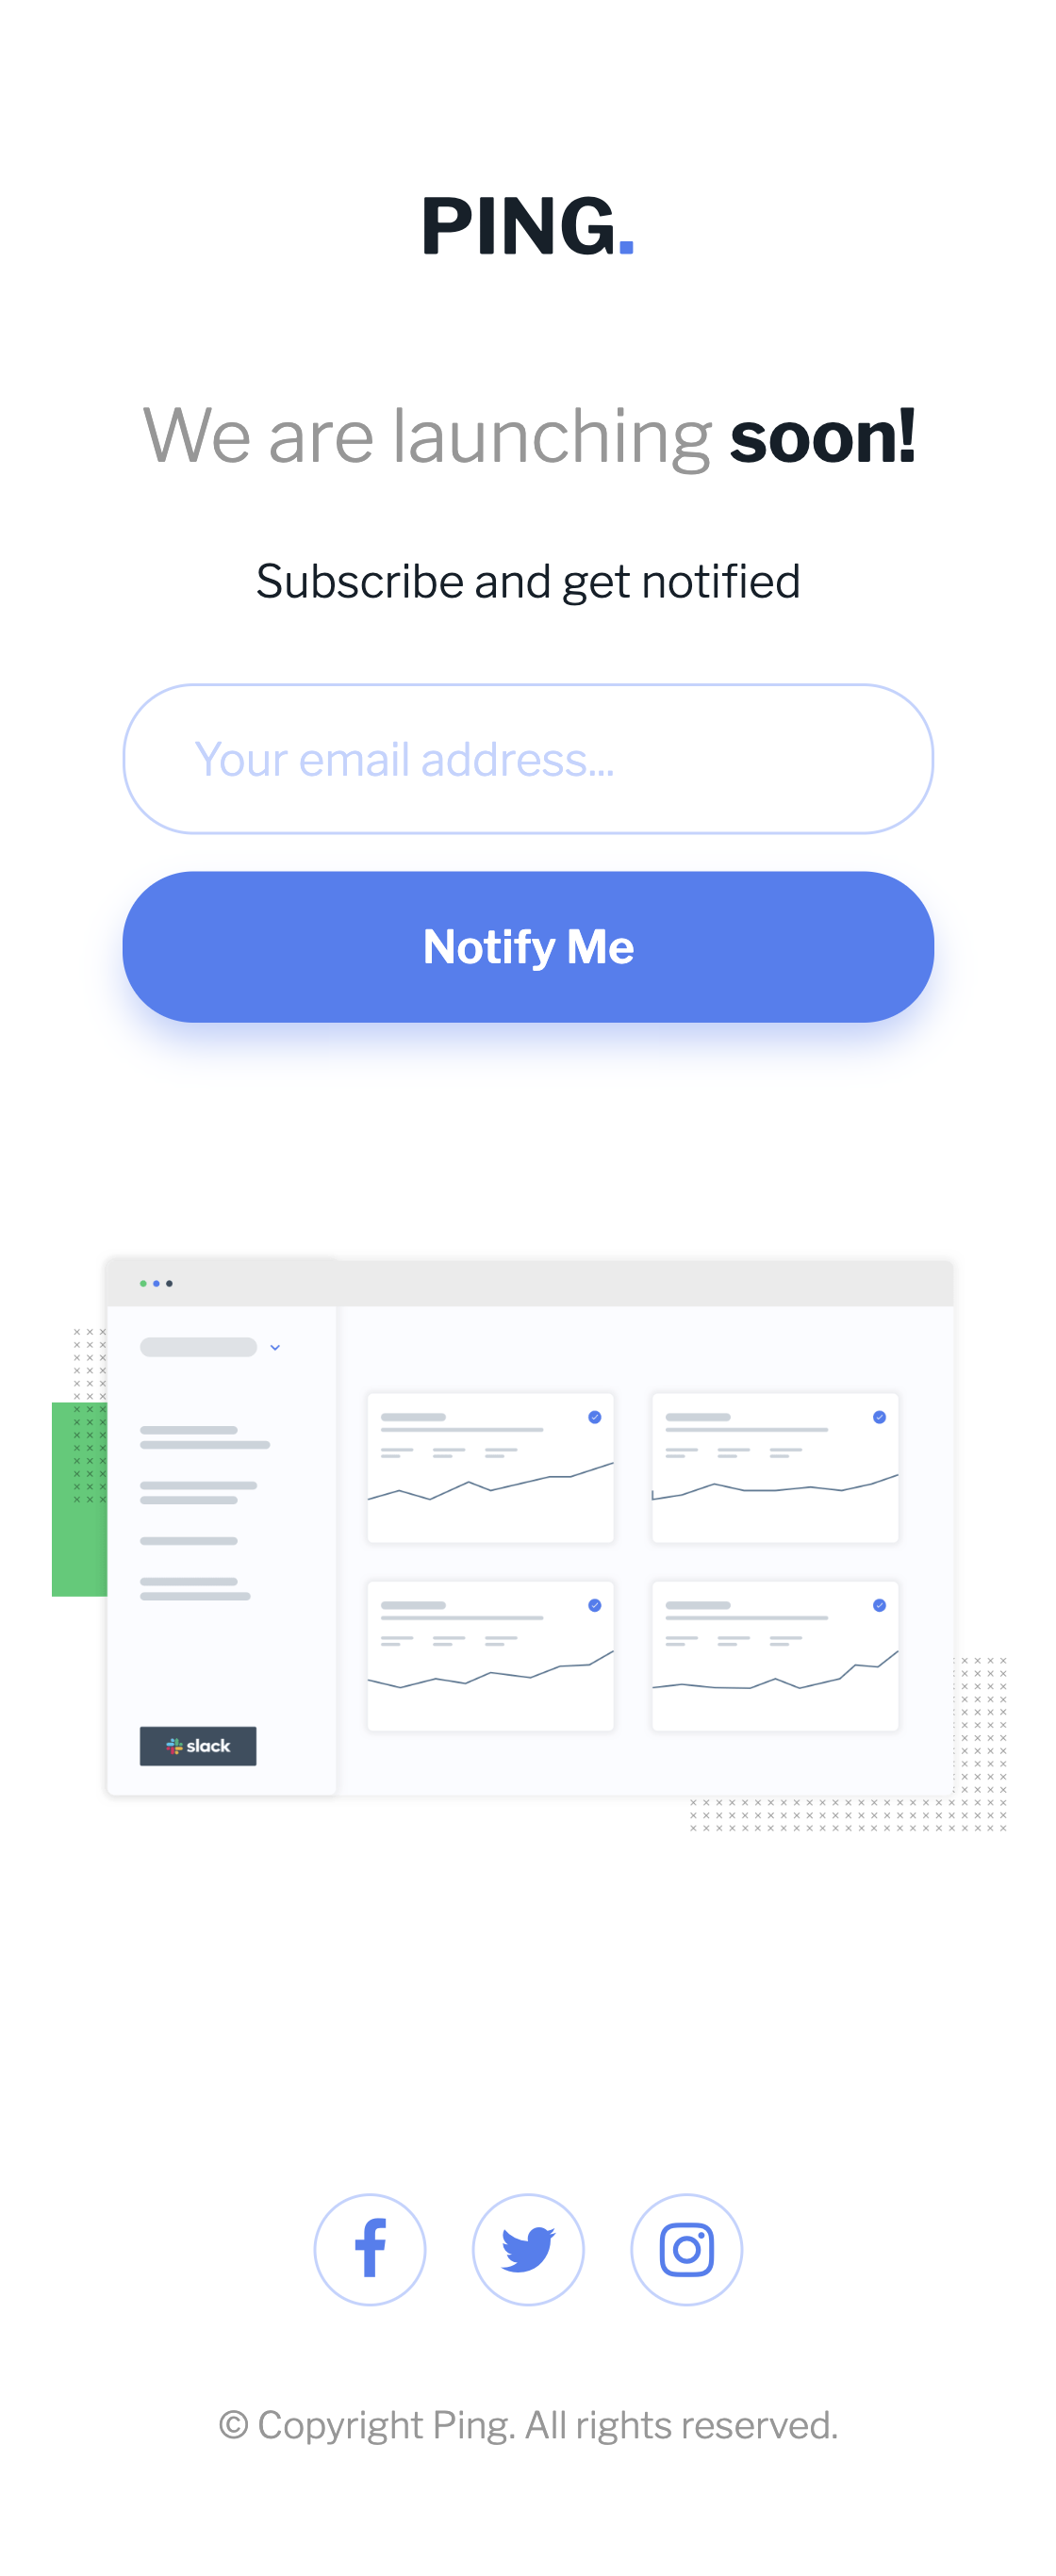 PING.
We are launching soon!
Subscribe and get notified
Your email address...
Notify Me
slack
© Copyright Ping. All rights reserved.